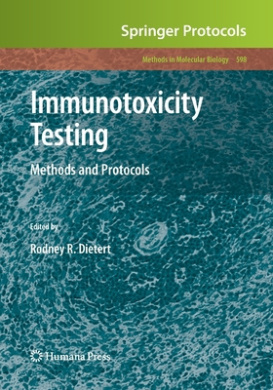 Springer Protocols
Methods in Molecular Biology 598
Immunotoxicity
Testing
Methods and Protocols
Edited by
Rodney R. Dietert
Humana Press